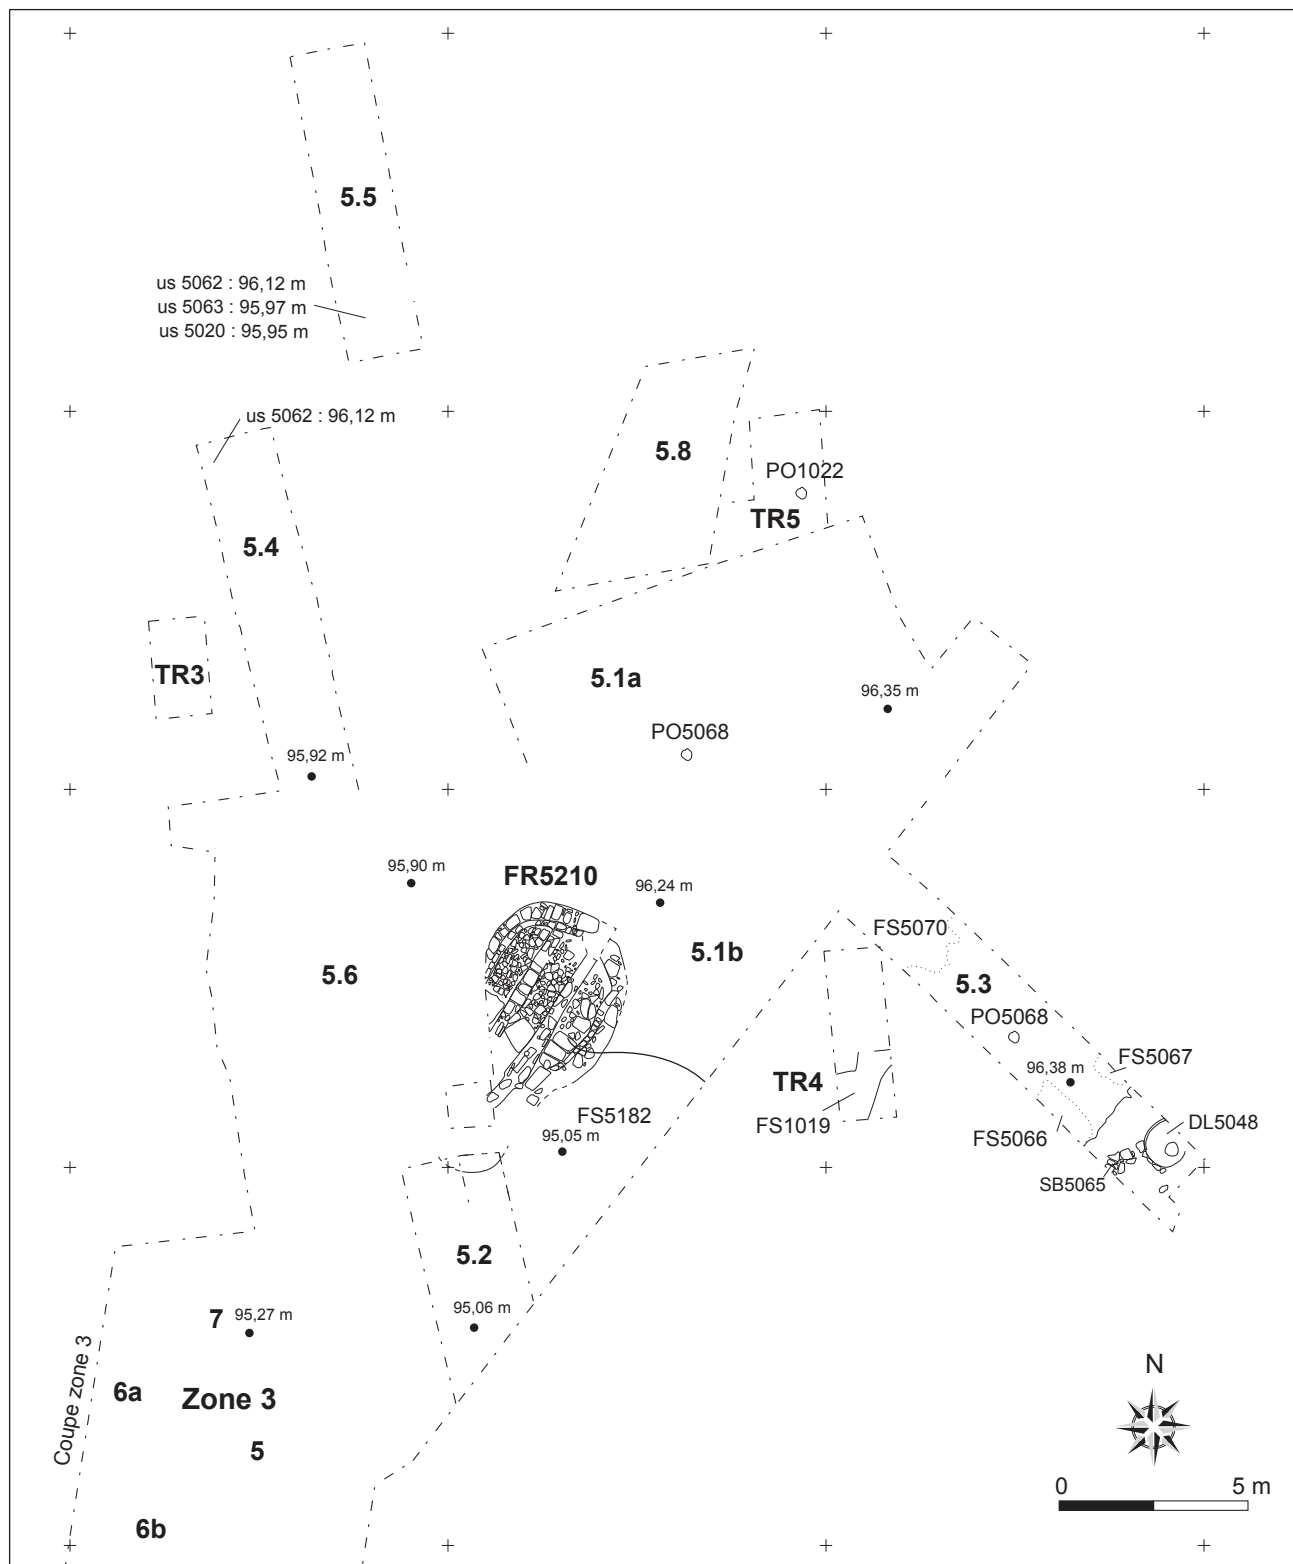 5.5
us 5062 : 96,12 m
us 5063 : 95,97 m
us 5020 : 95,95 m
us 5062 : 96,12 m
5.8
PO1022
TR5
5.4
TR3
5.1a
96,35 m
PO5068
95,92 m
95,90 m
FR5210
96,24 m
5.1b
FS5070
5.6
5.3
PO5068
FS5067
96,38 m
TR4
FS5182
FS1019
FS5066
DL5048
95,05 m
SB5065
5.2
7
95,27 m
95,06 m
Coupe zone 3
6a
Zone 3
5
6b
N
0
5 m